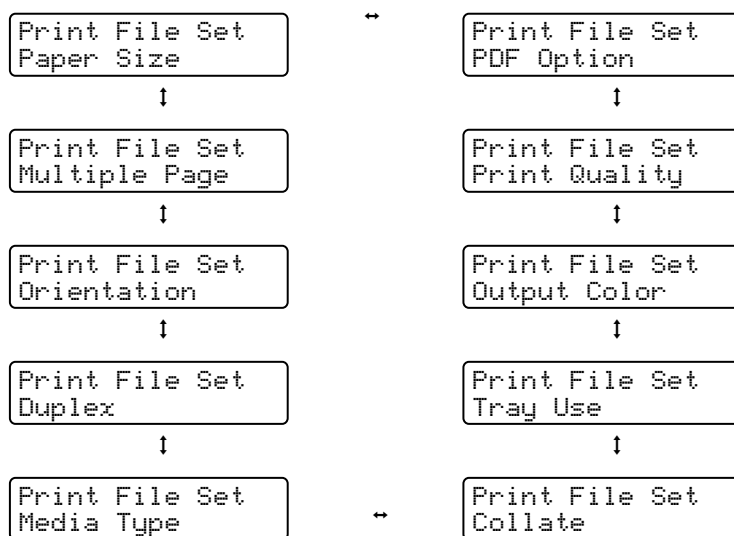 Print File Set
Paper Size
Print File Set
Multiple Page
Print File Set
Orientation
Print File Set
Duplex
Print File Set
Media Type
Print File Set
PDF Option
Print File Set
Print Quality
Print File Set
Output Color
Print File Set
Tray Use
Print File Set
Collate